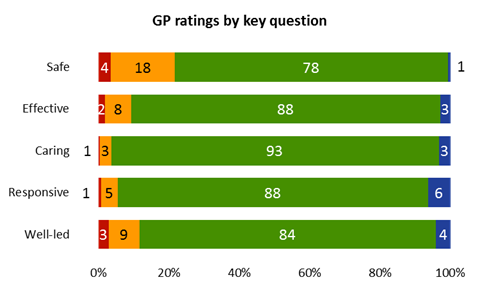 GP ratings by key question
Safe 4 18 78 1
Effective 2 8 88 3
Caring 1 3 93 3
Responsive 1 5 88 6
Well-led 3 9 84 4
0% 20% 40% 60% 80% 100%